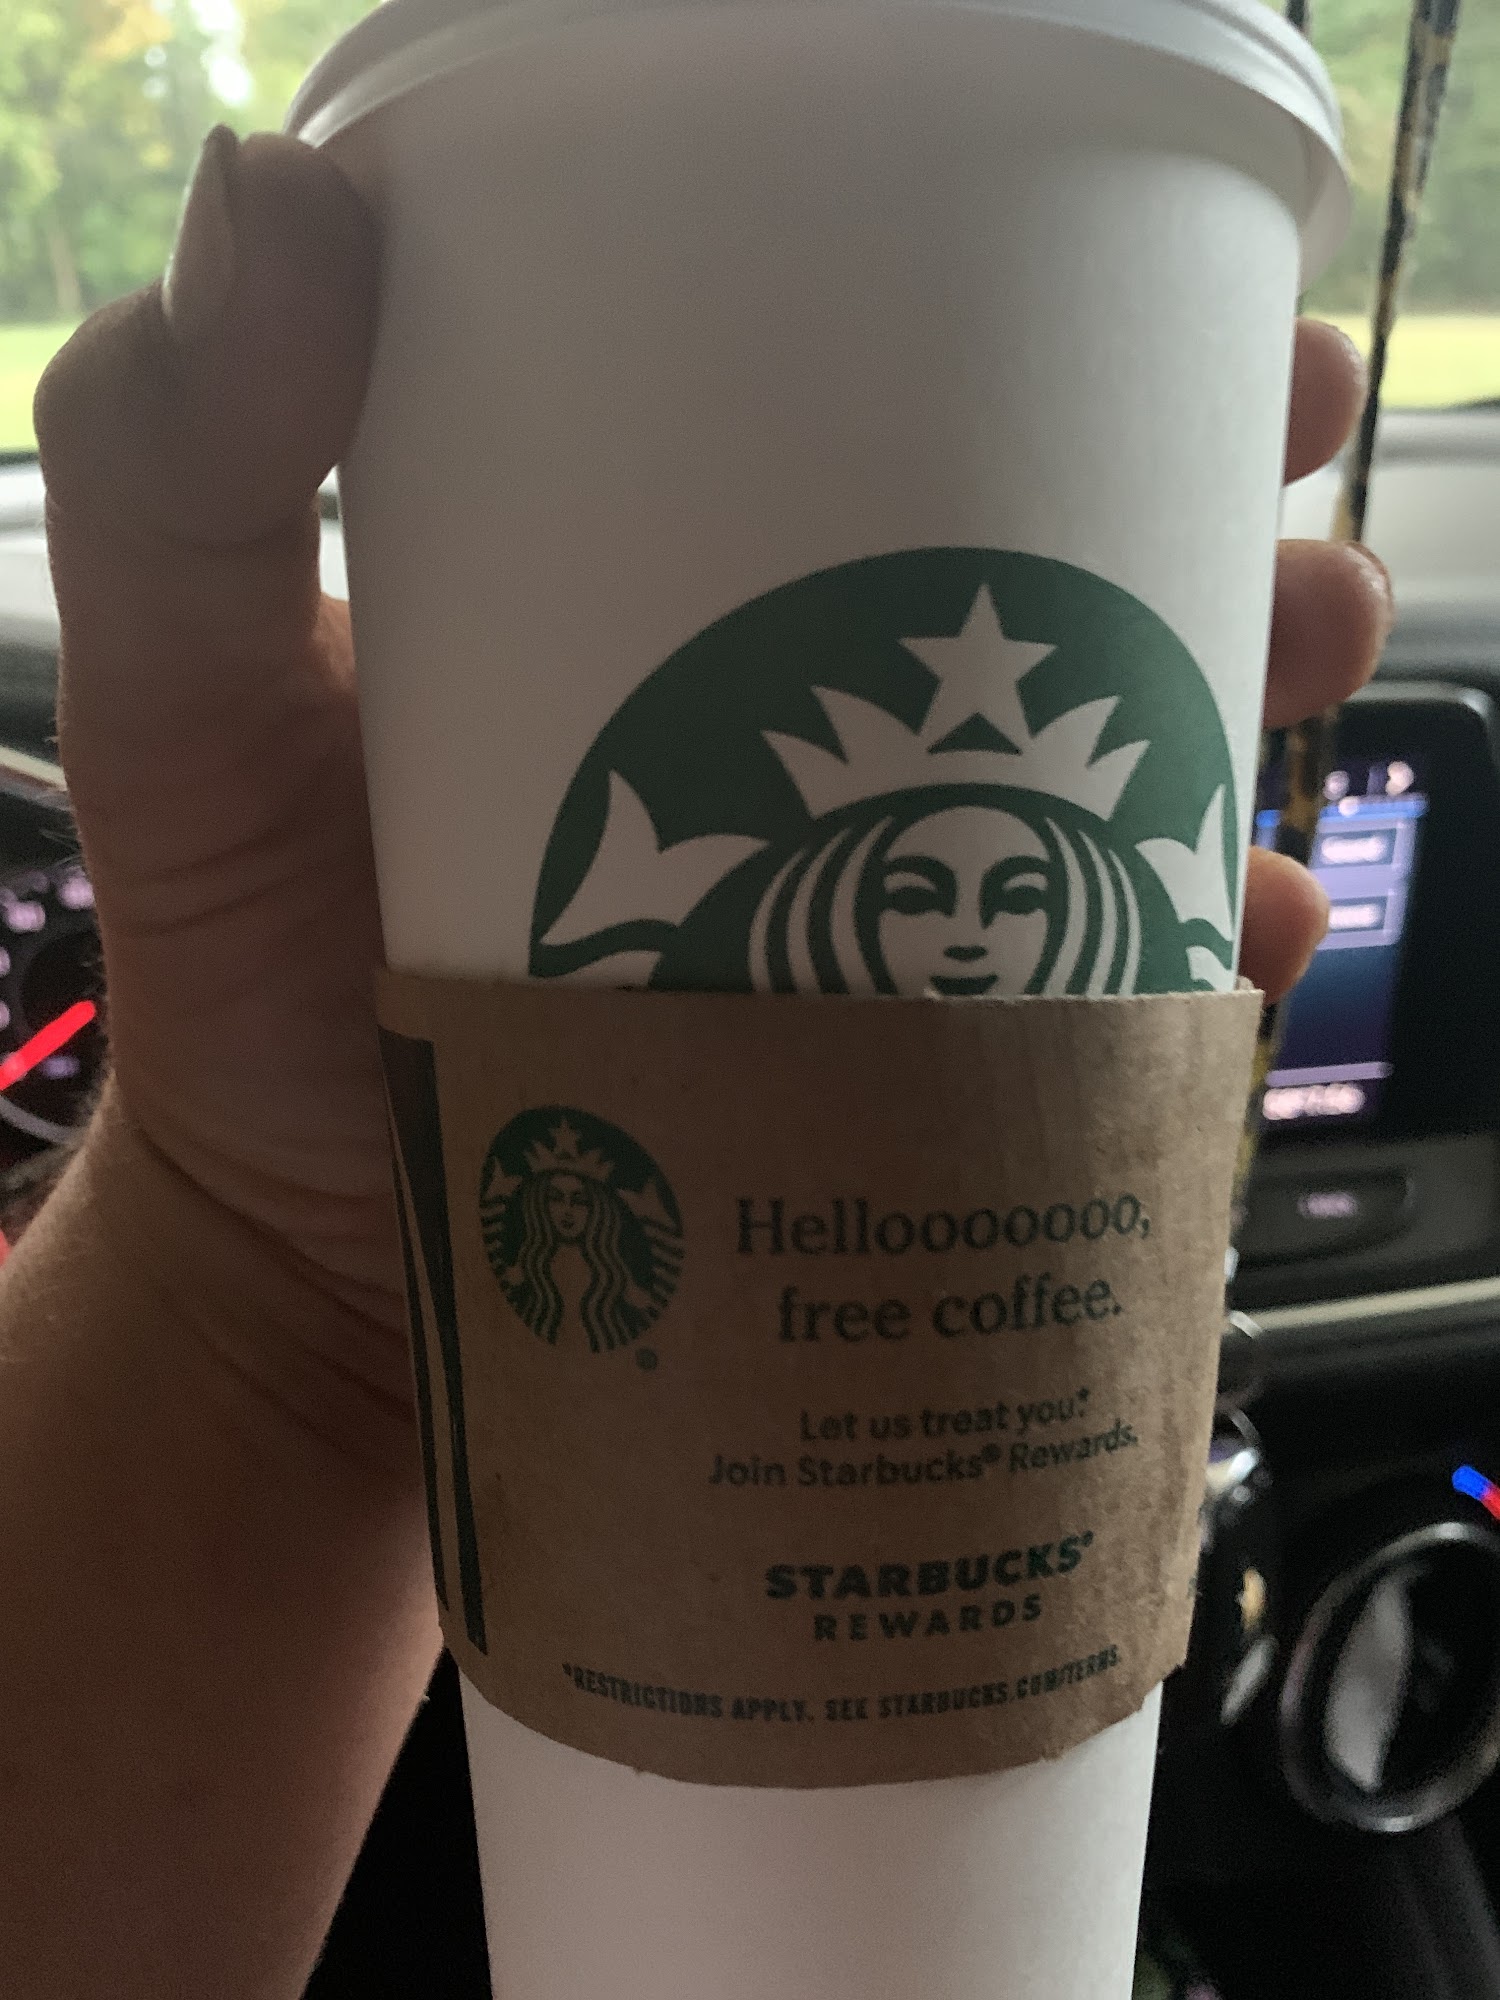 Hellooooooo,
free coffee.
Let us treat you.*
Join Starbucks® Rewards.
STARBUCKS®
REWARDS
*RESTRICTIONS APPLY. SEE STARBUCKS.COM/TERMS.